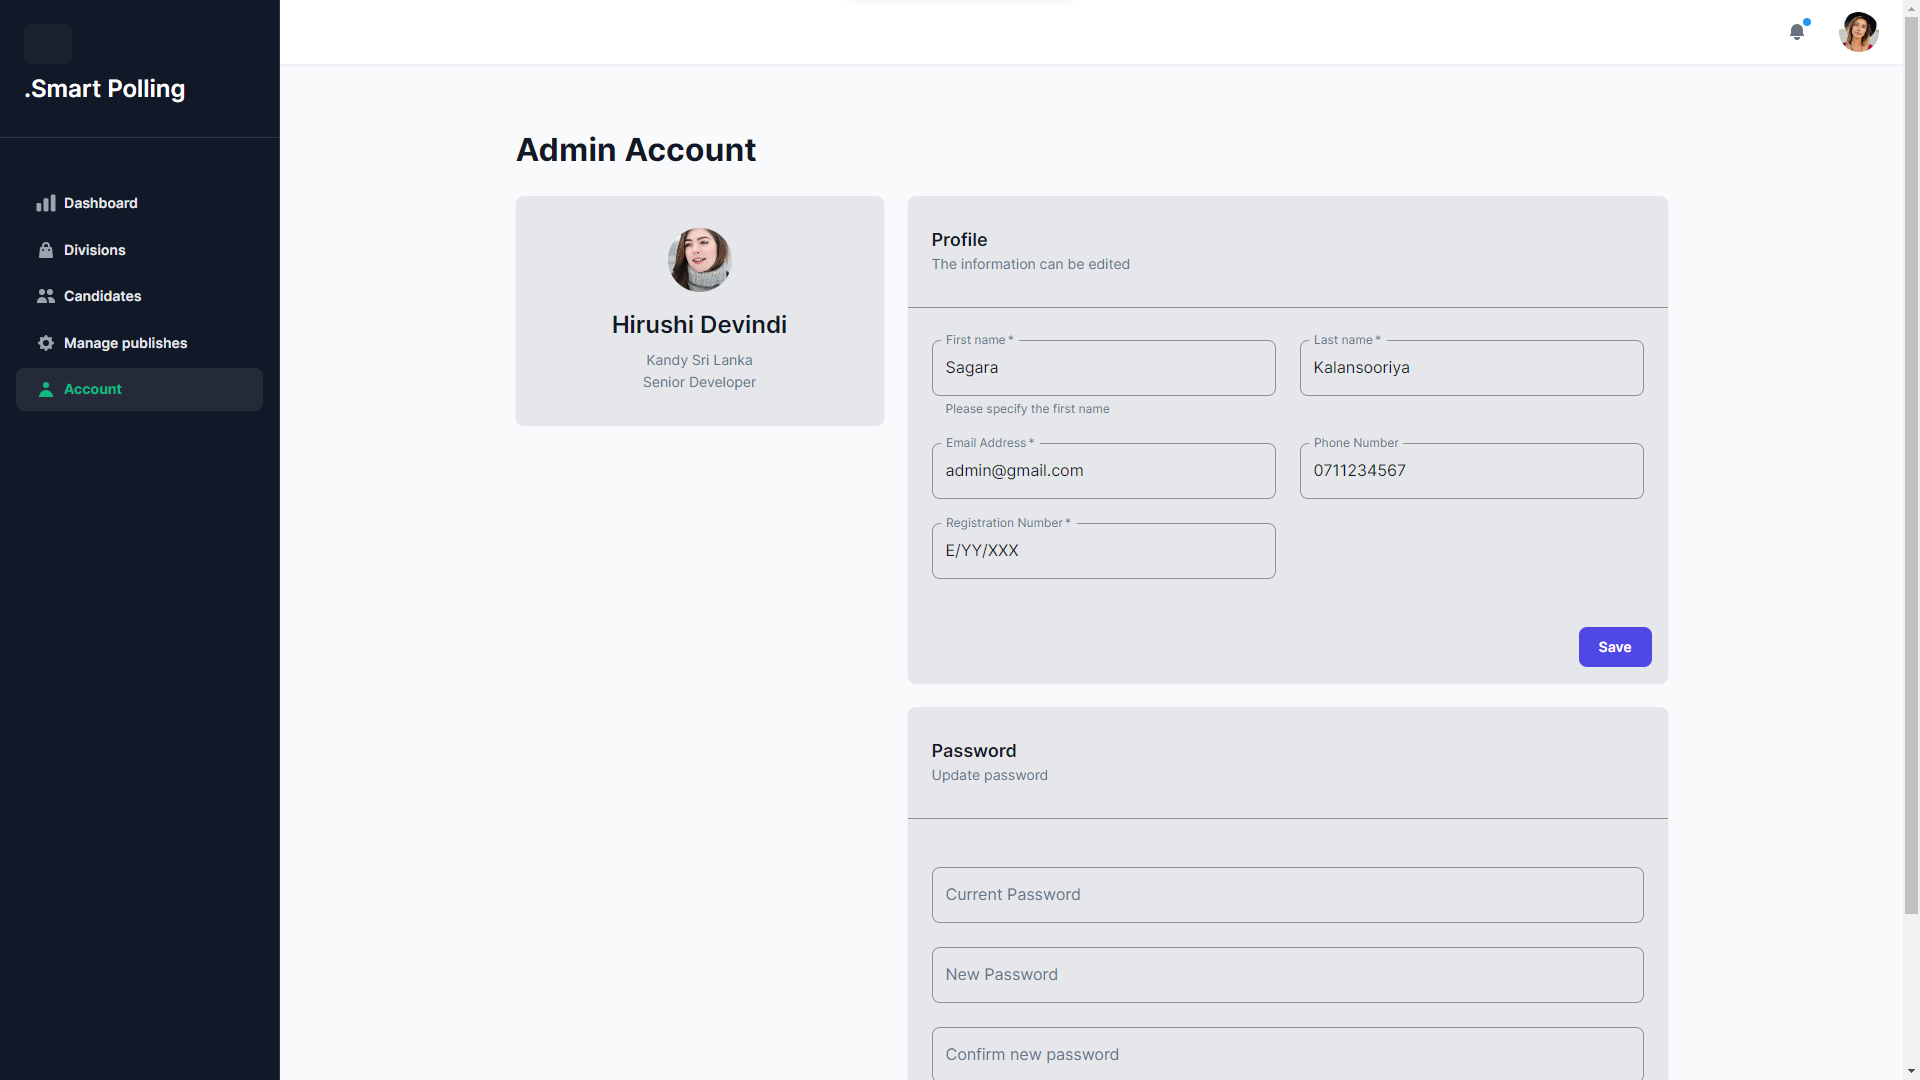 .Smart Polling
Dashboard
Divisions
Candidates
Manage publishes
Account
Admin Account
Hirushi Devindi
Kandy Sri Lanka
Senior Developer
Profile
The information can be edited
First name *
Sagara
Please specify the first name
Last name *
Kalansooriya
Email Address *
admin@gmail.com
Phone Number
0711234567
Registration Number *
E/YY/XXX
Save
Password
Update password
Current Password
New Password
Confirm new password